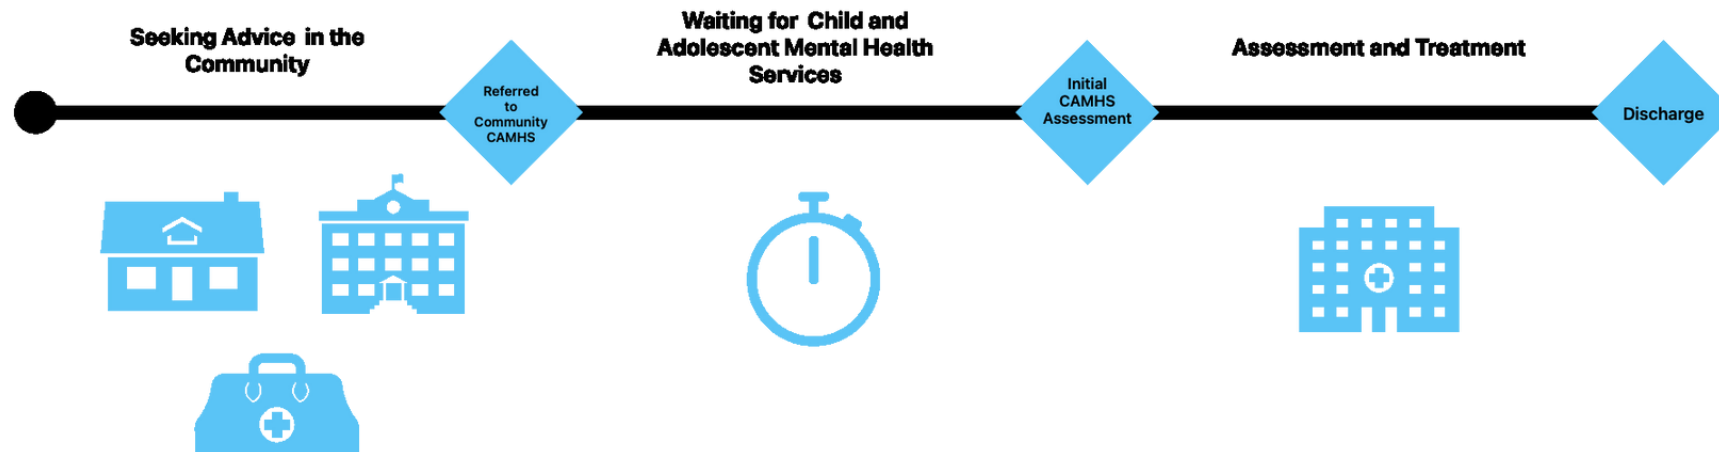 Seeking Advice in the
Community
Referred
to
Community
CAMHS
Waiting for Child and
Adolescent Mental Health
Services
Initial
CAMHS
Assessment
Assessment and Treatment
Discharge